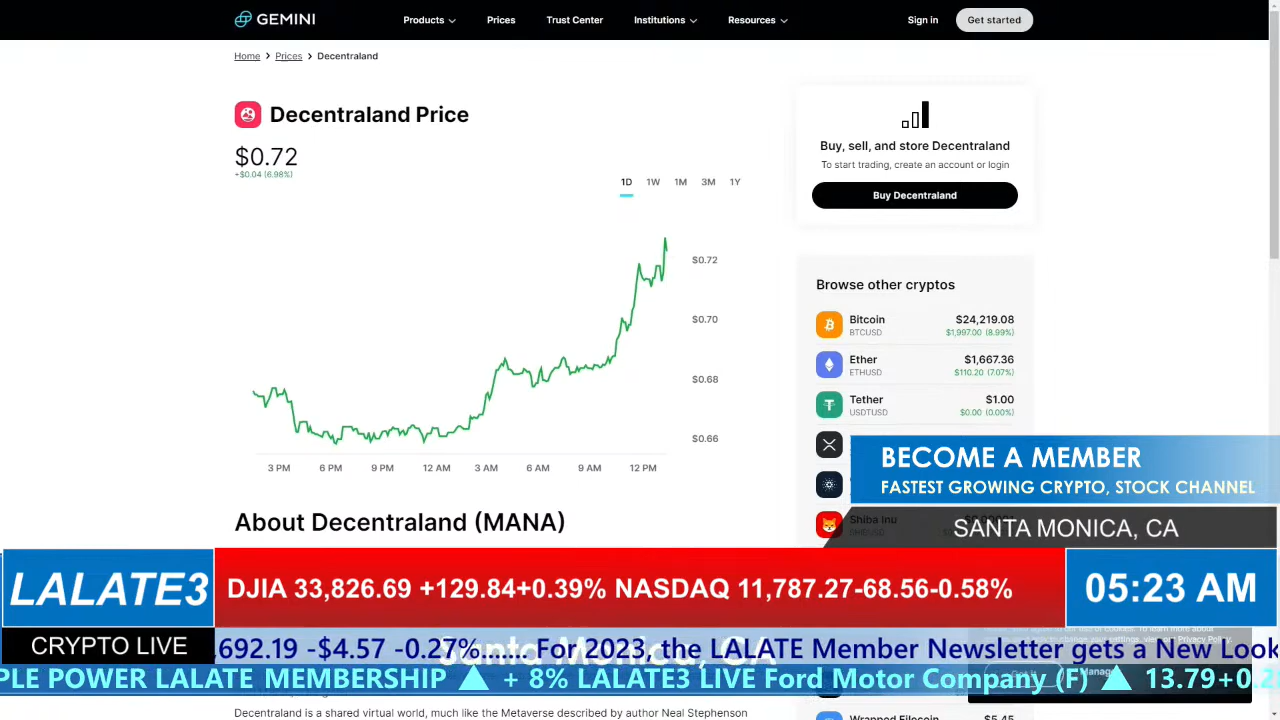 GEMINI
Products Prices Trust Center Institutions Resources Sign in Get started
Home Prices Decentraland
Decentraland Price
$0.72
+$0.04 (6.98%)
1D 1W 1M 3M 1Y
$0.72
$0.70
$0.68
$0.66
3 PM 6 PM 9 PM 12 AM 3 AM 6 AM 9 AM 12 PM
Buy, sell, and store Decentraland
To start trading, create an account or login
Buy Decentraland
Browse other cryptos
Bitcoin $24,219.08
BTCUSD $1,997.00 (8.99%)
Ether $1,667.36
ETHUSD $110.20 (7.07%)
Tether $1.00
USDTUSD $0.00 (0.00%)
BECOME A MEMBER
FASTEST GROWING CRYPTO, STOCK CHANNEL
Shiba Inu
SANTA MONICA, CA
About Decentraland (MANA)
LALATE3
DJIA 33,826.69 +129.84+0.39% NASDAQ 11,787.27-68.56-0.58%
05:23 AM
CRYPTO LIVE
.692.19 -$4.57 -0.27%.... For 2023, the LALATE Member Newsletter gets a New Look
Santa Monica, CA
Privacy Policy.
PLE POWER LALATE MEMBERSHIP ▲ + 8% LALATE3 LIVE Ford Motor Company (F) ▲ 13.79+0.2
Manage
Decentraland is a shared virtual world, much like the Metaverse described by author Neal Stephenson
Wrapped Filecoin $5.45